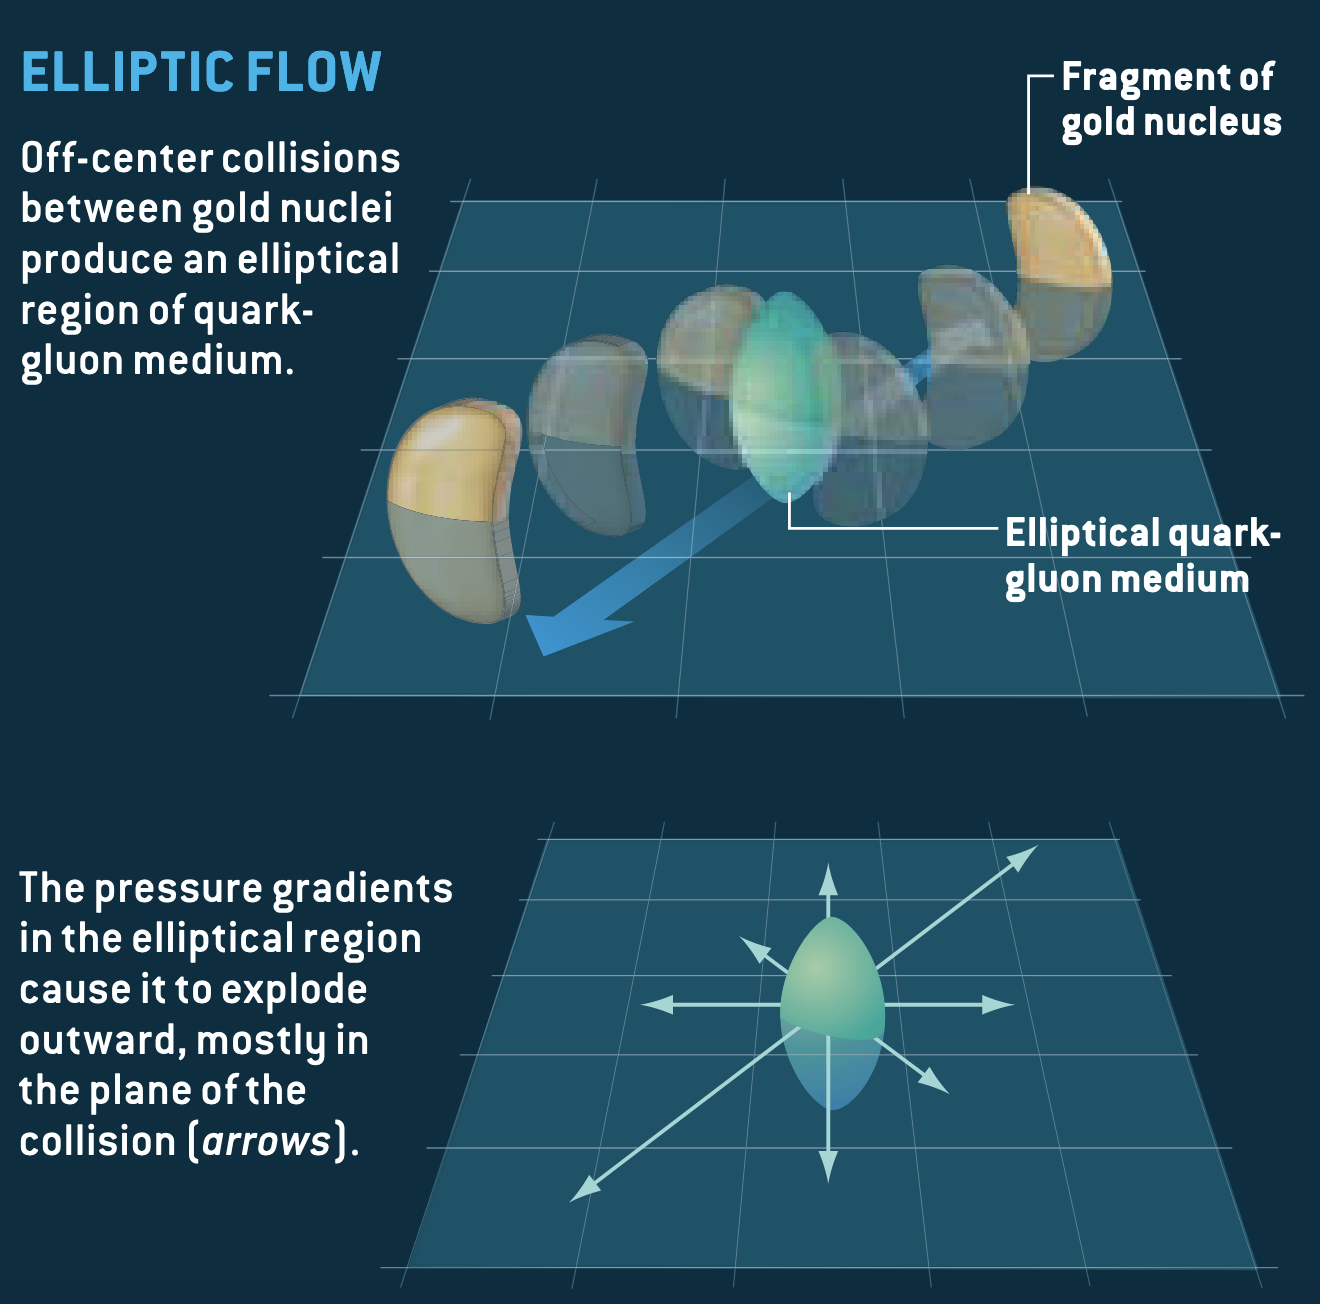 ELLIPTIC FLOW
Off-center collisions
between gold nuclei
produce an elliptical
region of quark-
gluon medium.
Fragment of
gold nucleus
Elliptical quark-
gluon medium
The pressure gradients
in the elliptical region
cause it to explode
outward, mostly in
the plane of the
collision (arrows).